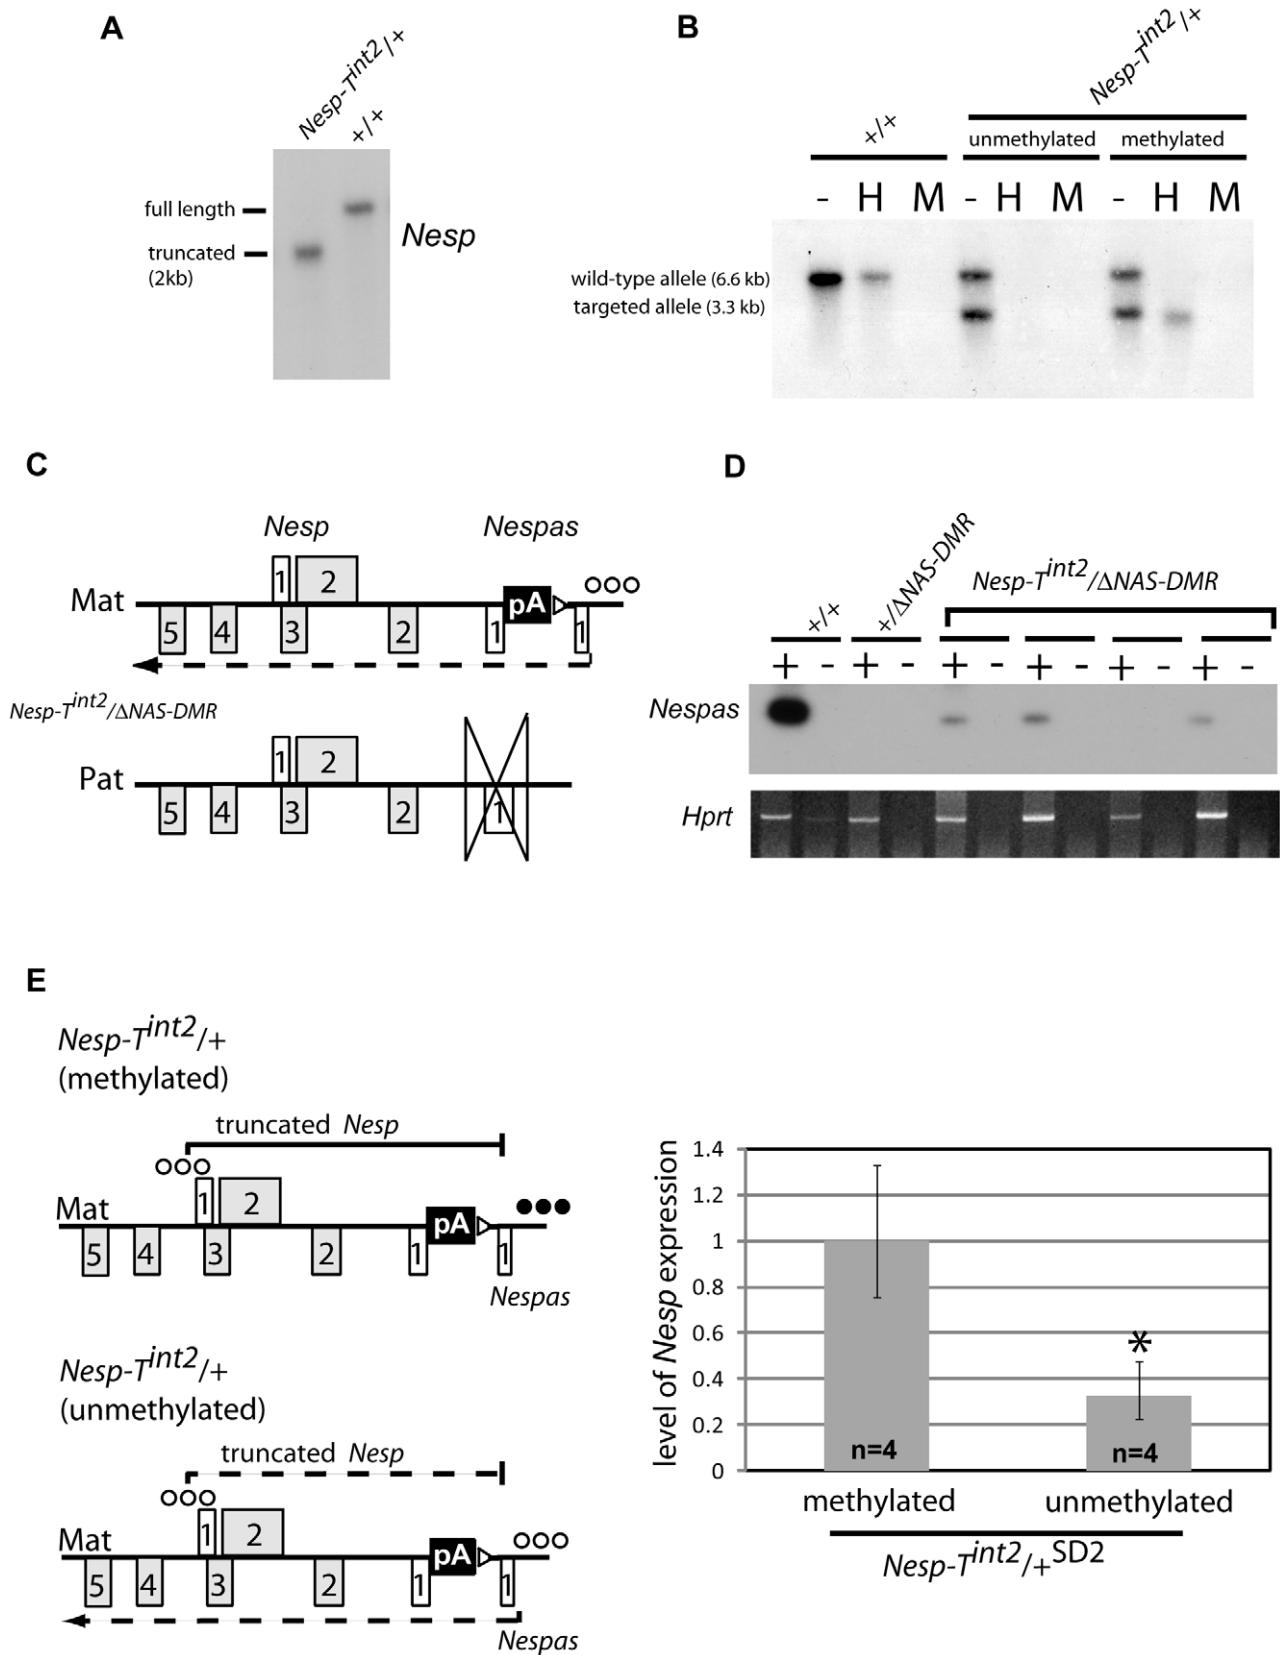 A
Nesp-Tint2/+
+/+
full length
truncated
(2kb)
Nesp
B
Nesp-Tint2/+
+/+
unmethylated
methylated
- H M - H M - H M
wild-type allele (6.6 kb)
targeted allele (3.3 kb)
C
Nesp
Nespas
1 2
Mat
pA
5 4 3 2 1 1
Nesp-Tint2/ΔNAS-DMR
1 2
Pat
5 4 3 2 1
D
+/+
+/ΔNAS-DMR
Nesp-Tint2/ΔNAS-DMR
+ - + - + - + - + - + -
Nespas
Hprt
E
Nesp-Tint2/+
(methylated)
truncated Nesp
1 2
Mat
pA
5 4 3 2 1 1
Nespas
Nesp-Tint2/+
(unmethylated)
truncated Nesp
1 2
Mat
pA
5 4 3 2 1 1
Nespas
level of Nesp expression
1.4
1.2
1
0.8
0.6
0.4
0.2
0
*
n=4
n=4
methylated
unmethylated
Nesp-Tint2/+SD2